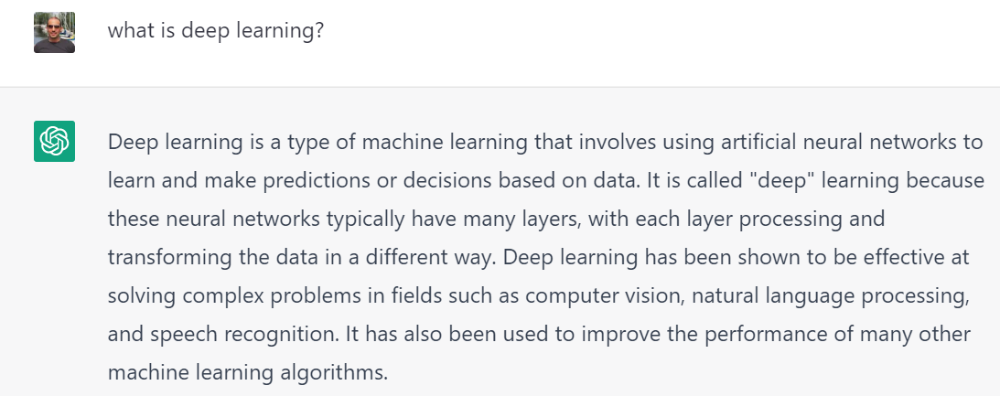 what is deep learning?
Deep learning is a type of machine learning that involves using artificial neural networks to
learn and make predictions or decisions based on data. It is called "deep" learning because
these neural networks typically have many layers, with each layer processing and
transforming the data in a different way. Deep learning has been shown to be effective at
solving complex problems in fields such as computer vision, natural language processing,
and speech recognition. It has also been used to improve the performance of many other
machine learning algorithms.